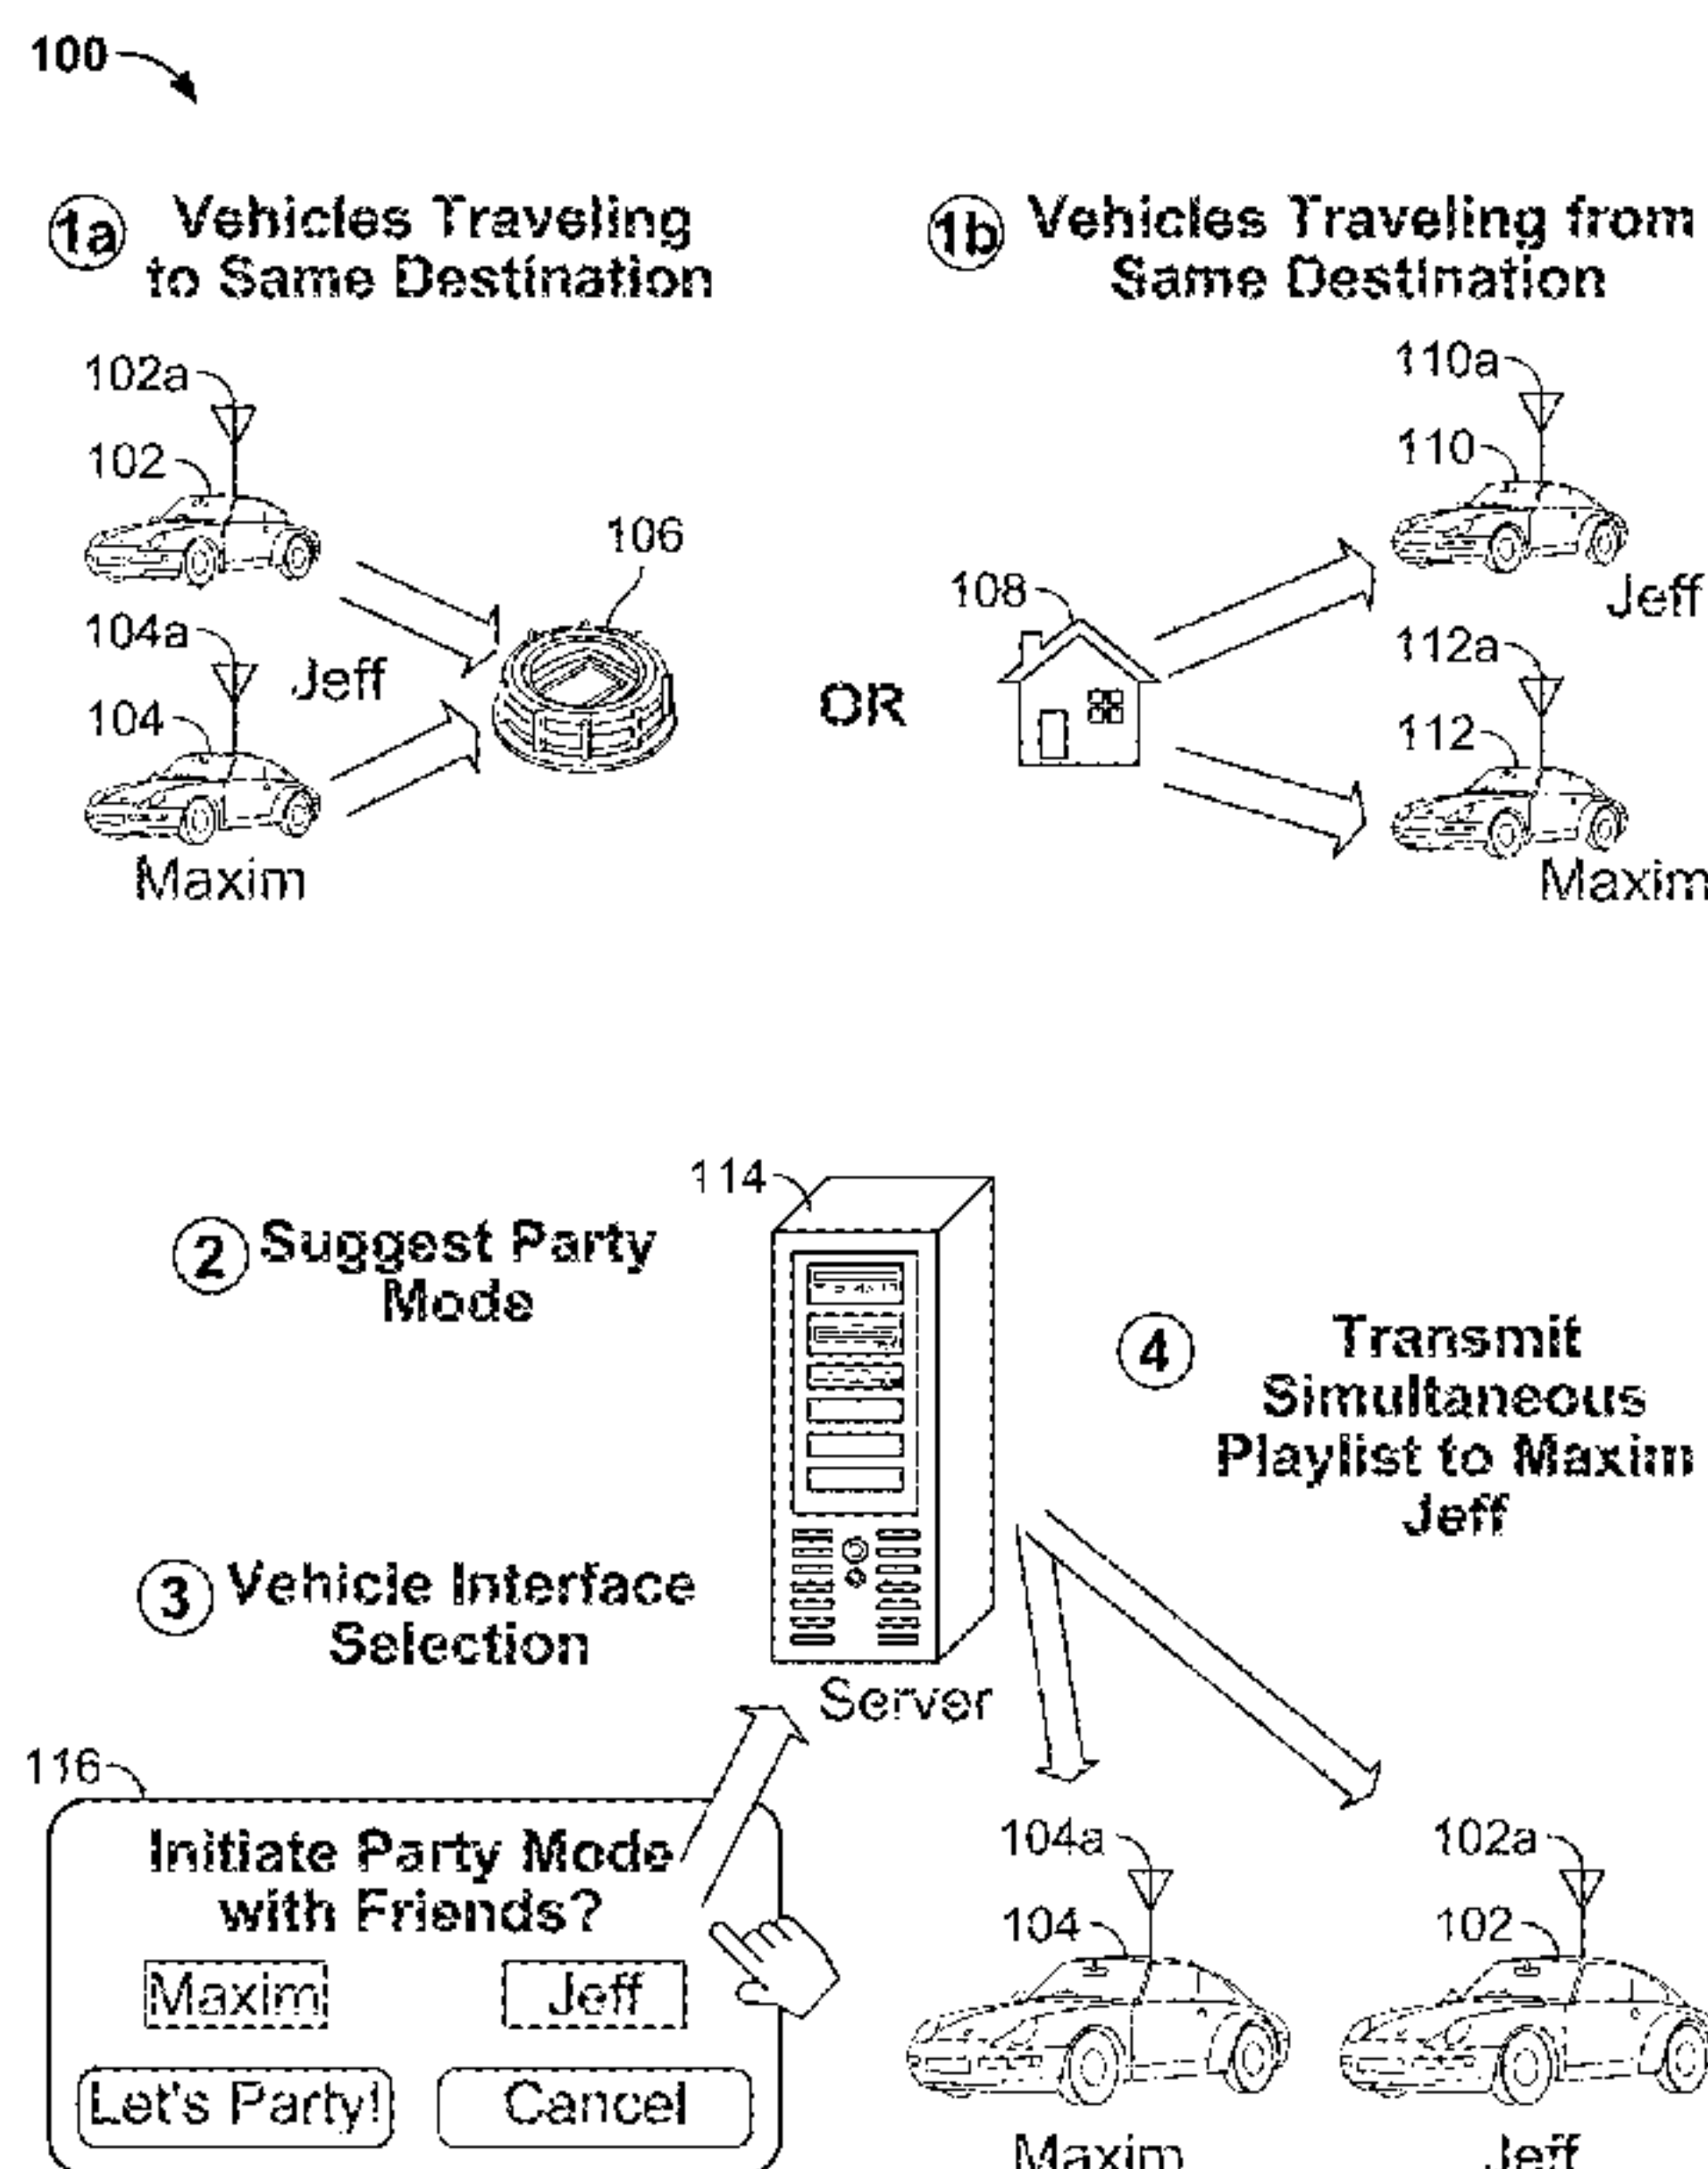 100
1a Vehicles Traveling
to Same Destination
1b Vehicles Traveling from
Same Destination
102a
102
106
104a
Jeff
104
Maxim
OR
110a
110
108
Jeff
112a
112
Maxim
114
2 Suggest Party
Mode
4 Transmit
Simultaneous
Playlist to Maxim
Jeff
3 Vehicle Interface
Selection
Server
116
Initiate Party Mode
with Friends?
Maxim Jeff
Let's Party! Cancel
104a
104
102a
102
Maxim Jeff